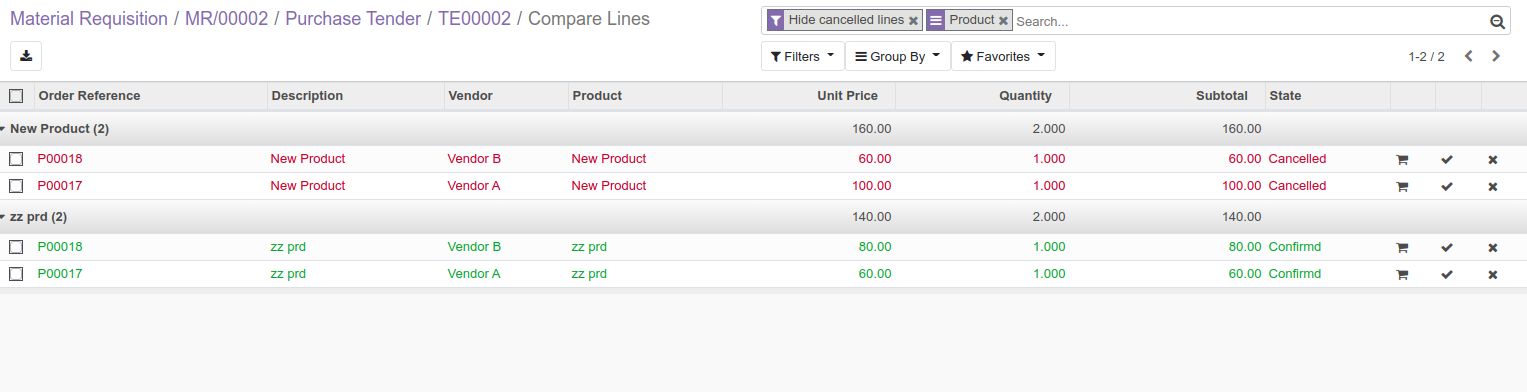 Material Requisition / MR/00002 / Purchase Tender / TE00002 / Compare Lines
Hide cancelled lines Product Search...
Filters Group By Favorites 1-2 / 2
Order Reference Description Vendor Product Unit Price Quantity Subtotal State
New Product (2) 160.00 2.000 160.00
P00018 New Product Vendor B New Product 60.00 1.000 60.00 Cancelled
P00017 New Product Vendor A New Product 100.00 1.000 100.00 Cancelled
zz prd (2) 140.00 2.000 140.00
P00018 zz prd Vendor B zz prd 80.00 1.000 80.00 Confirmd
P00017 zz prd Vendor A zz prd 60.00 1.000 60.00 Confirmd